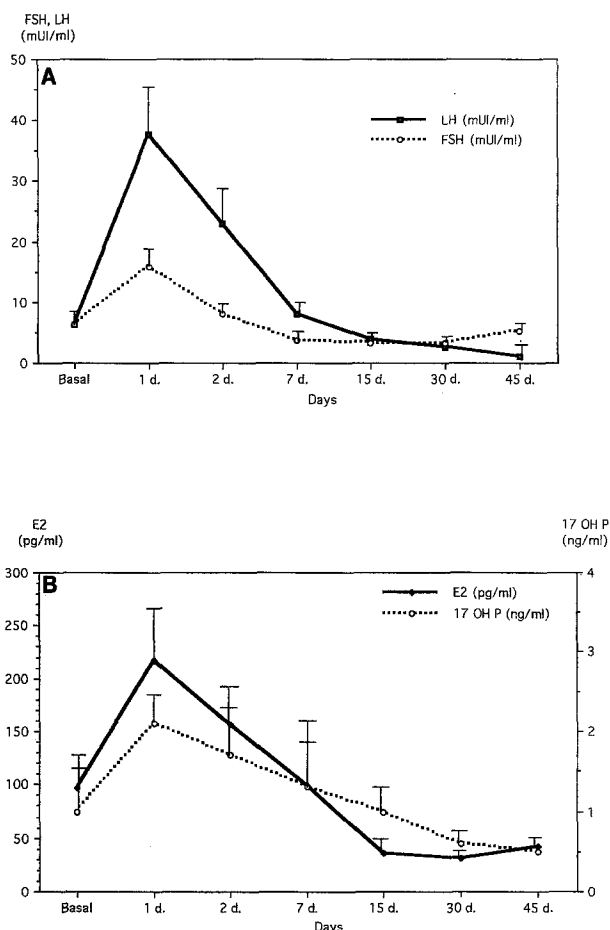 FSH, LH
(mUI/ml)
50
A
LH (mUI/ml)
FSH (mUI/ml)
40
30
20
10
0
Basal 1 d. 2 d. 7 d. 15 d. 30 d. 45 d.
Days
E2
(pg/ml)
17 OH P
(ng/ml)
300
B
4
E2 (pg/ml)
17 OH P (ng/ml)
250
3
200
150
2
100
1
50
0
0
Basal 1 d. 2 d. 7 d. 15 d. 30 d. 45 d.
Days